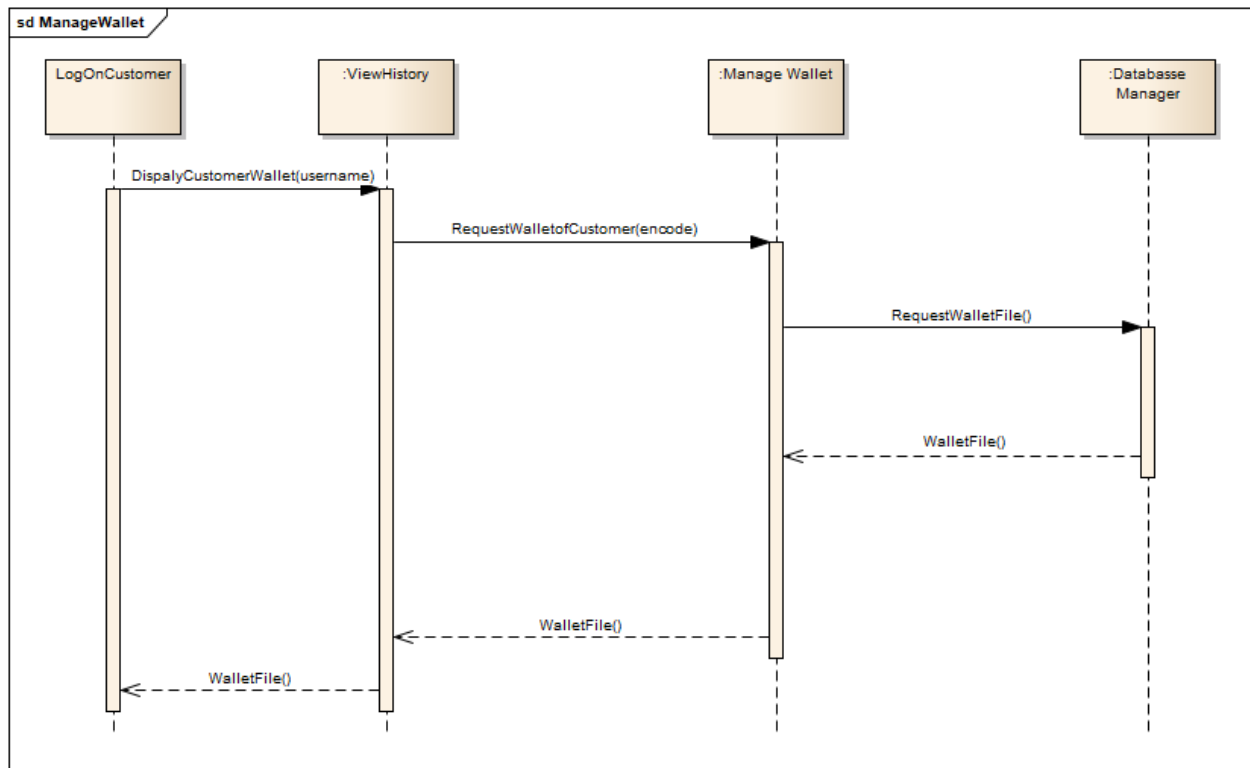 sd ManageWallet
LogOnCustomer
:ViewHistory
:Manage Wallet
:Databasse
Manager
DispalyCustomerWallet(username)
RequestWalletofCustomer(encode)
RequestWalletFile()
WalletFile()
WalletFile()
WalletFile()